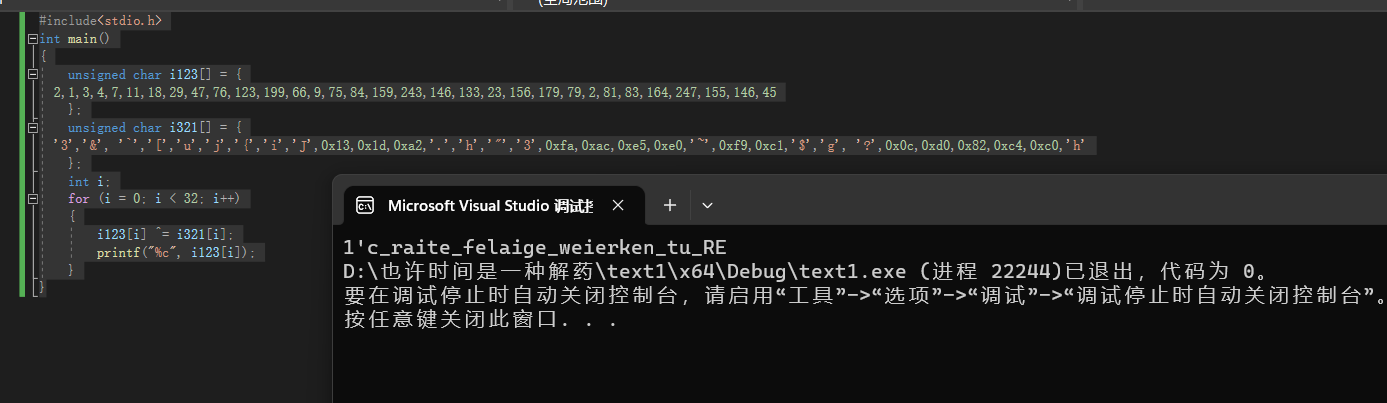 (全局范围)
#include<stdio.h>
int main()
{
unsigned char i123[] = {
2,1,3,4,7,11,18,29,47,76,123,199,66,9,75,84,159,243,146,133,23,156,179,79,2,81,83,164,247,155,146,45
};
unsigned char i321[] = {
'3','&', '`','[','u','j','{','i','J',0x13,0x1d,0xa2,'.','h','"','3',0xfa,0xac,0xe5,0xe0,'~',0xf9,0xc1,'$','g', '?',0x0c,0xd0,0x82,0xc4,0xc0,'h'
};
int i;
for (i = 0; i < 32; i++)
{
i123[i] ^= i321[i];
printf("%c", i123[i]);
}
}
Microsoft Visual Studio 调试控
1'c_raite_felaige_weierken_tu_RE
D:\也许时间是一种解药\text1\x64\Debug\text1.exe (进程 22244)已退出，代码为 0。
要在调试停止时自动关闭控制台，请启用“工具”->“选项”->“调试”->“调试停止时自动关闭控制台”。
按任意键关闭此窗口. . .